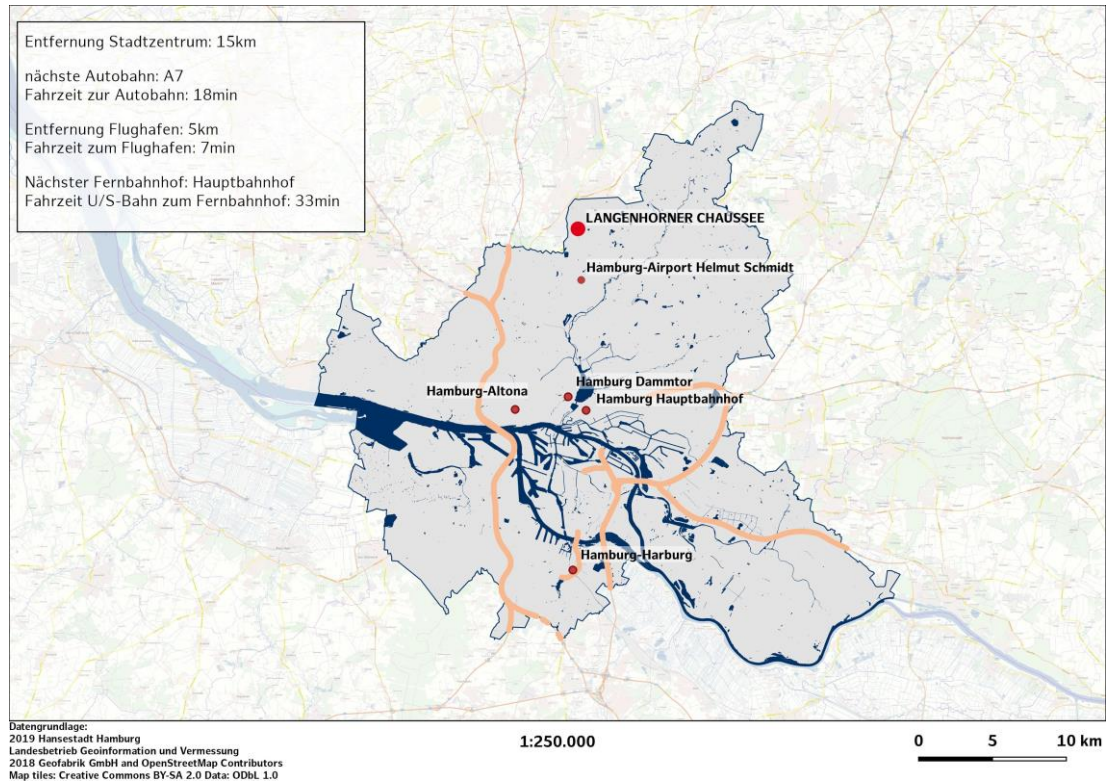 Entfernung Stadtzentrum: 15km
nächste Autobahn: A7
Fahrzeit zur Autobahn: 18min
Entfernung Flughafen: 5km
Fahrzeit zum Flughafen: 7min
Nächster Fernbahnhof: Hauptbahnhof
Fahrzeit U/S-Bahn zum Fernbahnhof: 33min
LANGENHORNER CHAUSSEE
Hamburg-Airport Helmut Schmidt
Hamburg Dammtor
Hamburg-Altona
Hamburg Hauptbahnhof
Hamburg-Harburg
Datengrundlage:
2019 Hansestadt Hamburg
Landesbetrieb Geoinformation und Vermessung
2018 Geofabrik GmbH and OpenStreetMap Contributors
Map tiles: Creative Commons BY-SA 2.0 Data: ODbL 1.0
1:250.000
0 5 10 km